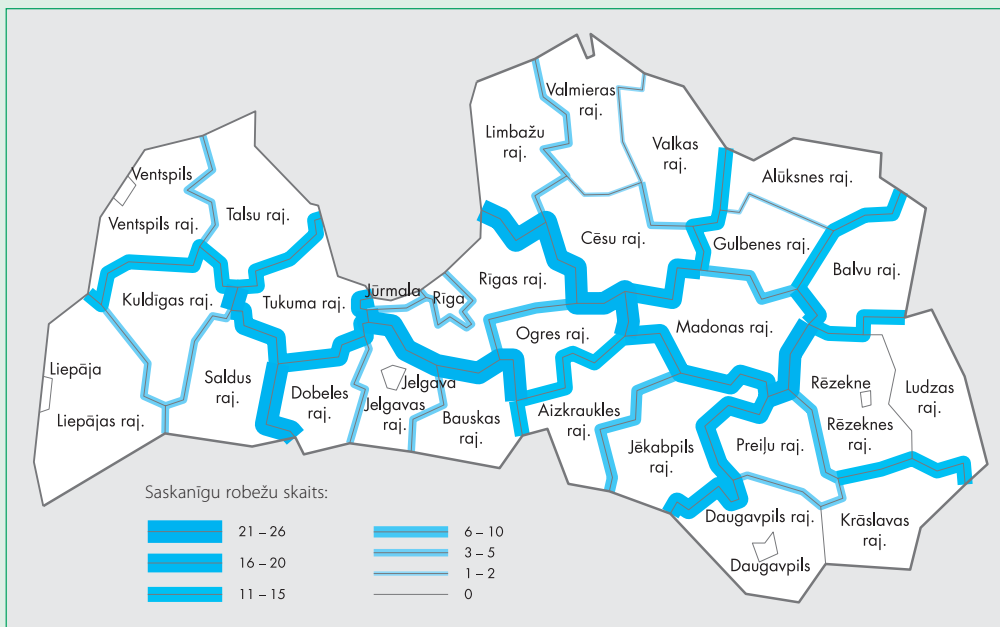 Valmieras
raj.
Limbažu
raj.
Valkas
raj.
Alūksnes raj.
Ventspils
Ventspils raj.
Talsu raj.
Cēsu raj.
Gulbenes raj.
Balvu raj.
Kuldīgas raj.
Tukuma raj.
Jūrmala
Rīga
Rīgas raj.
Ogres raj.
Madonas raj.
Liepāja
Liepājas raj.
Saldus
raj.
Dobeles
raj.
Jelgava
Jelgavas
raj.
Bauskas
raj.
Aizkraukles
raj.
Jēkabpils
raj.
Preiļu raj.
Rēzekne
Rēzeknes
raj.
Ludzas
raj.
Daugavpils raj.
Daugavpils
Krāslavas
raj.
Saskanīgu robežu skaits:
21 – 26
16 – 20
11 – 15
6 – 10
3 – 5
1 – 2
0